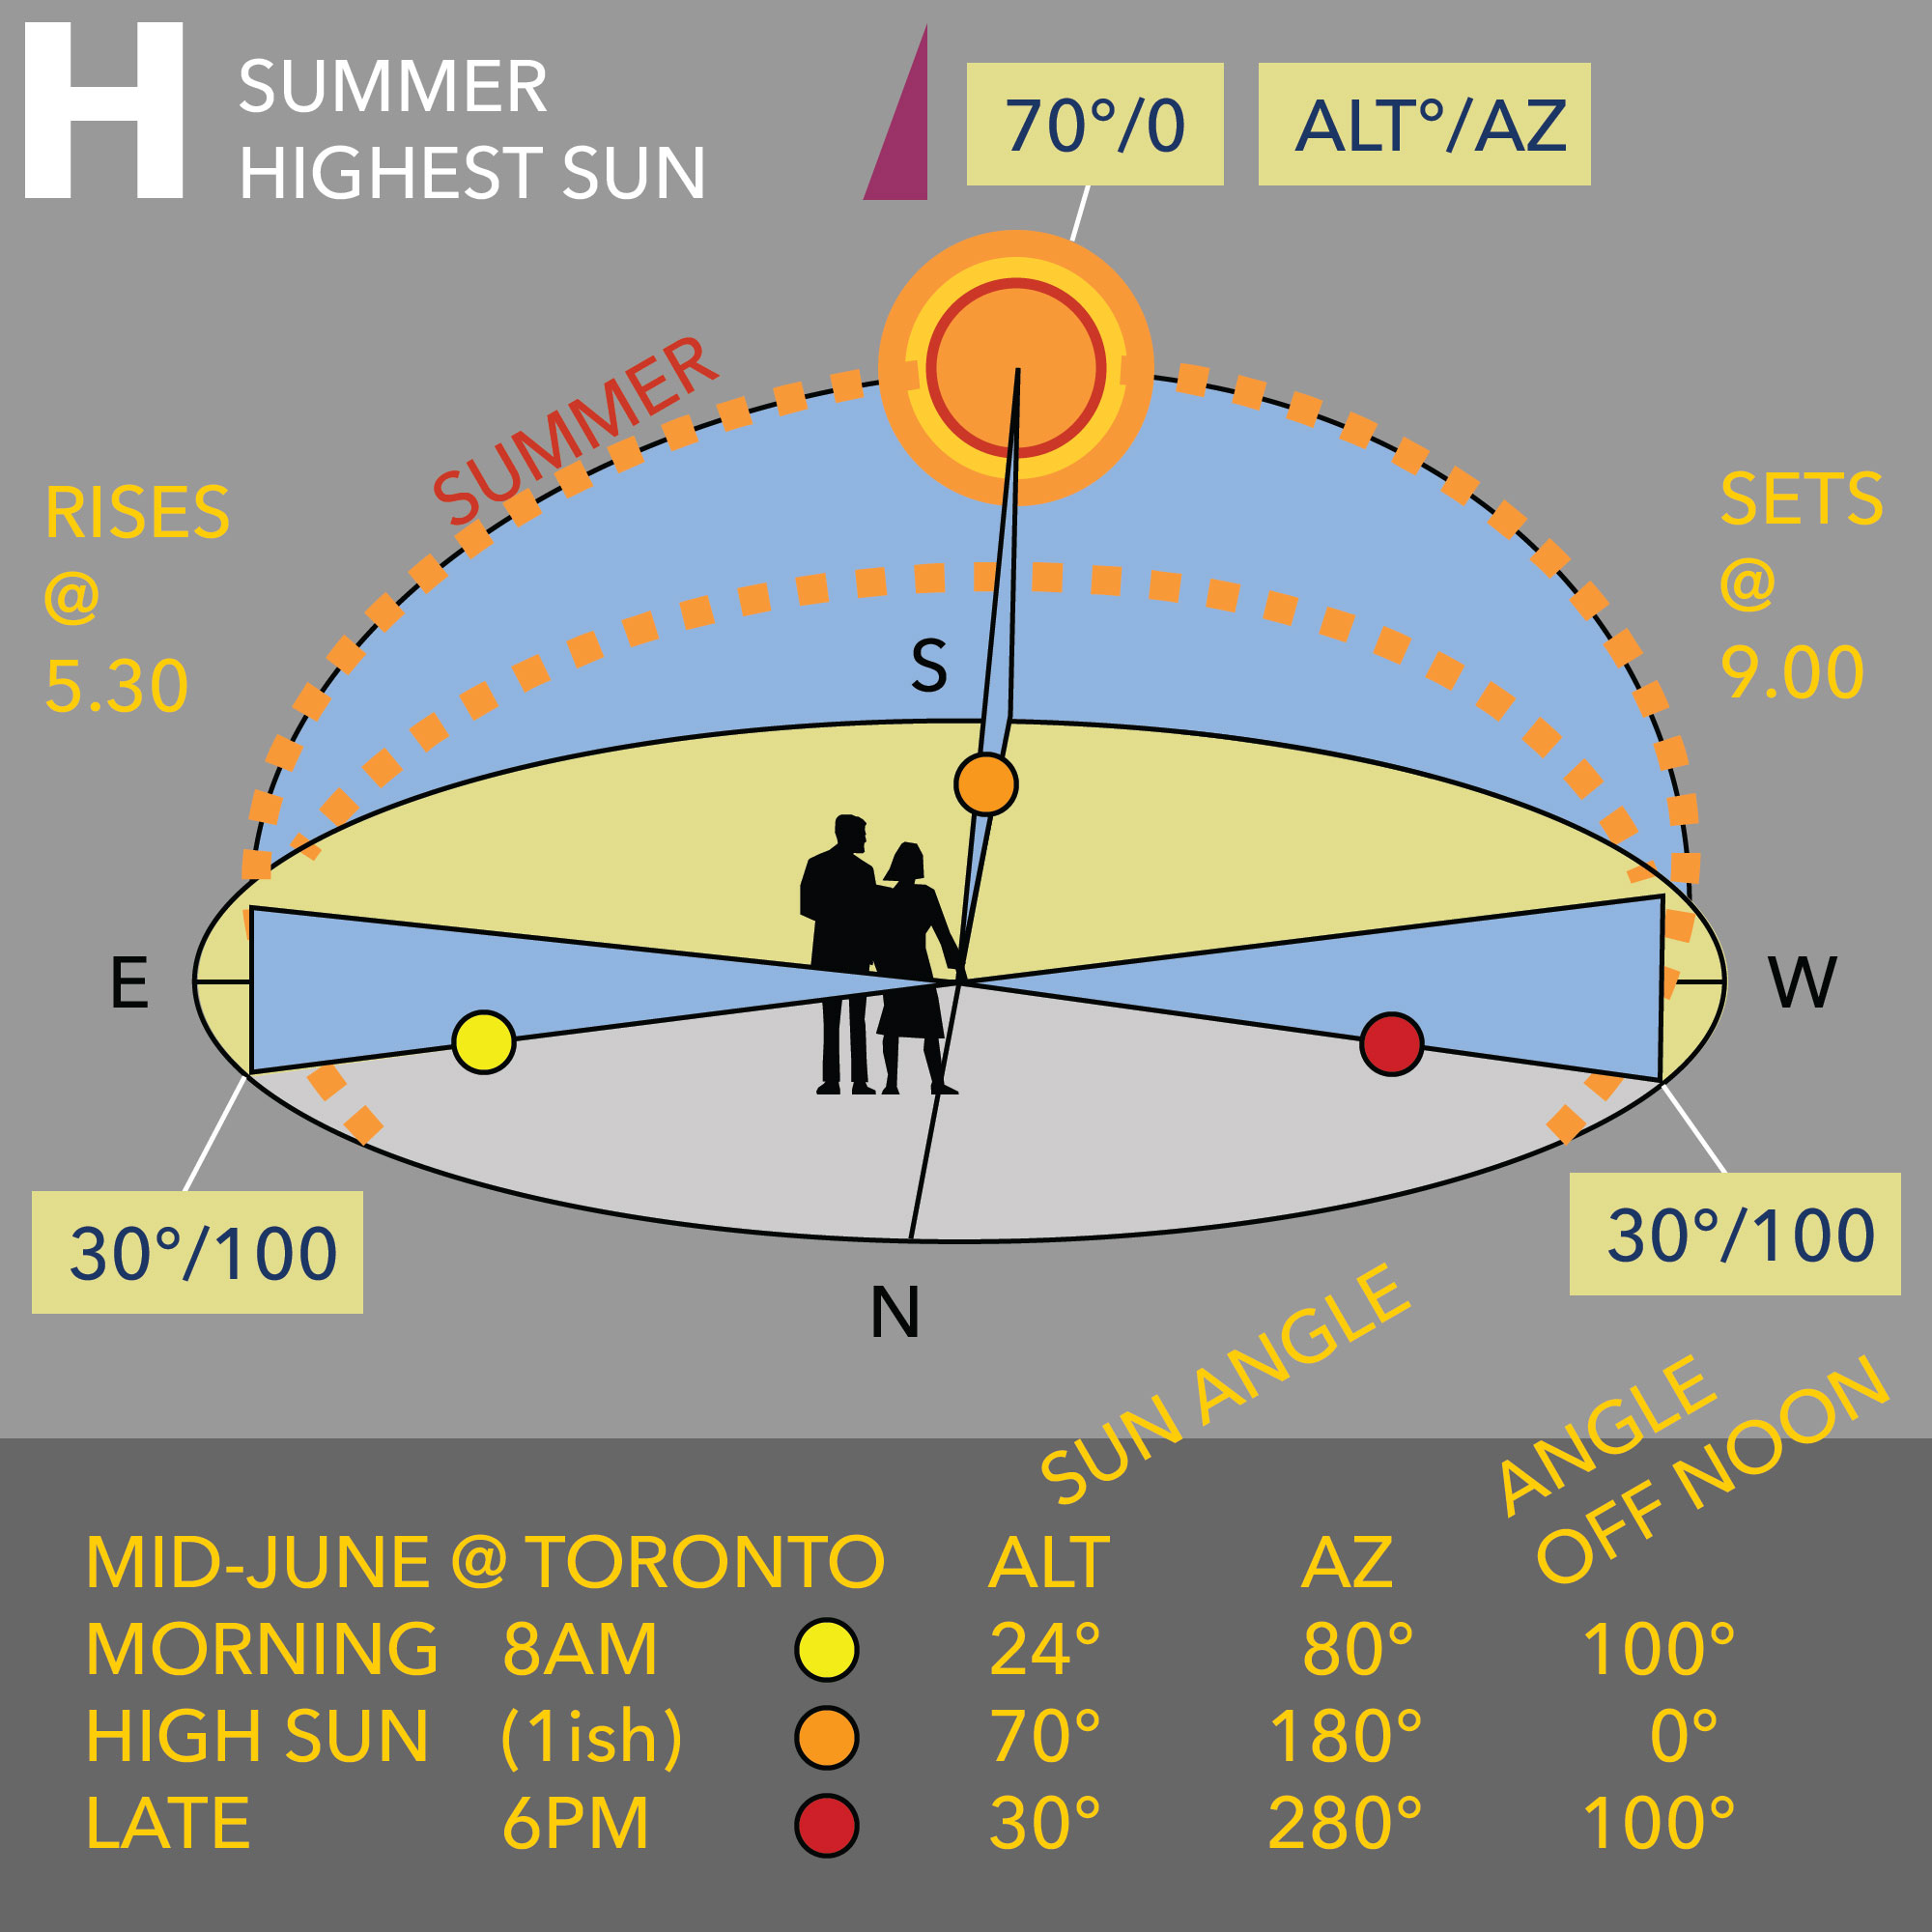 H
SUMMER
HIGHEST SUN
70°/0
ALT°/AZ
SUMMER
RISES
@
5.30
SETS
@
9.00
S
E
W
30°/100
30°/100
N
SUN ANGLE
ANGLE
OFF NOON
MID-JUNE @ TORONTO ALT AZ
MORNING 8AM 24° 80° 100°
HIGH SUN (1ish) 70° 180° 0°
LATE 6PM 30° 280° 100°